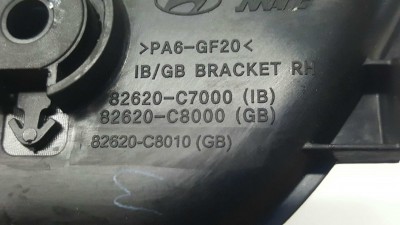 >PA6-GF20<
IB/GB BRACKET RH
82620-C7000 (IB)
82620-C8000 (GB)
82620-C8010 (GB)